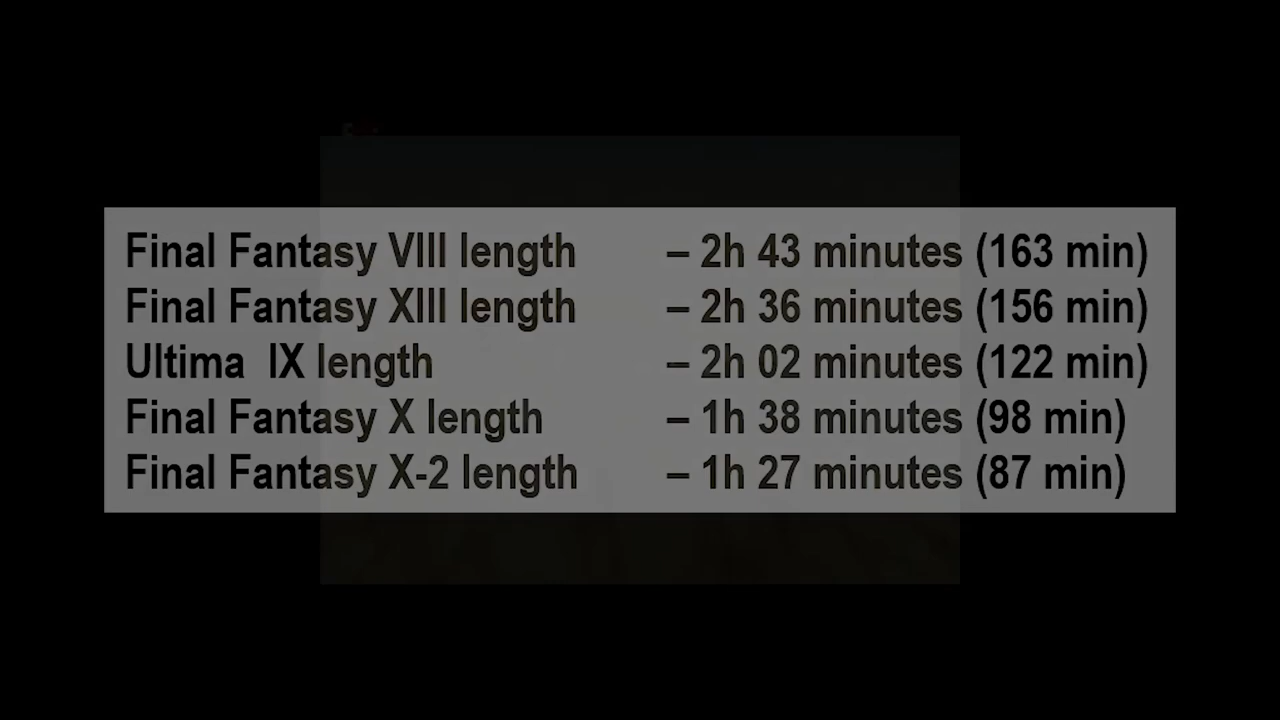 Final Fantasy VIII length – 2h 43 minutes (163 min)
Final Fantasy XIII length – 2h 36 minutes (156 min)
Ultima IX length – 2h 02 minutes (122 min)
Final Fantasy X length – 1h 38 minutes (98 min)
Final Fantasy X-2 length – 1h 27 minutes (87 min)